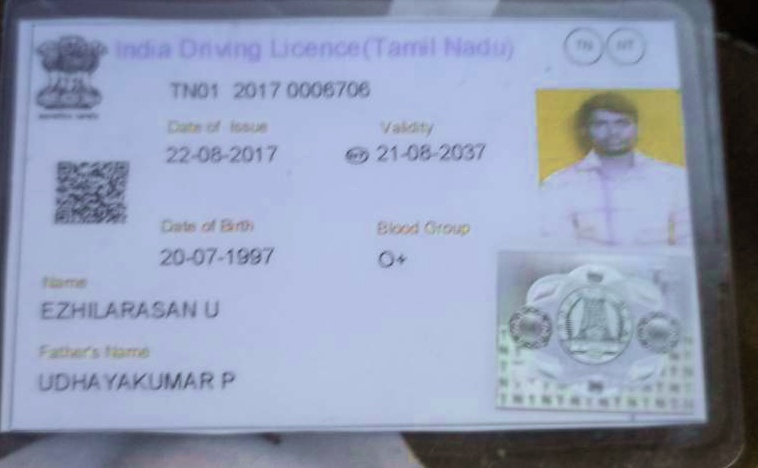 India Driving Licence(Tamil Nadu)
TN NT
TN01 2017 0006706
Date of Issue Validity
22-08-2017 21-08-2037
Date of Birth Blood Group
20-07-1997 O+
Name
EZHILARASAN U
Father's Name
UDHAYAKUMAR P